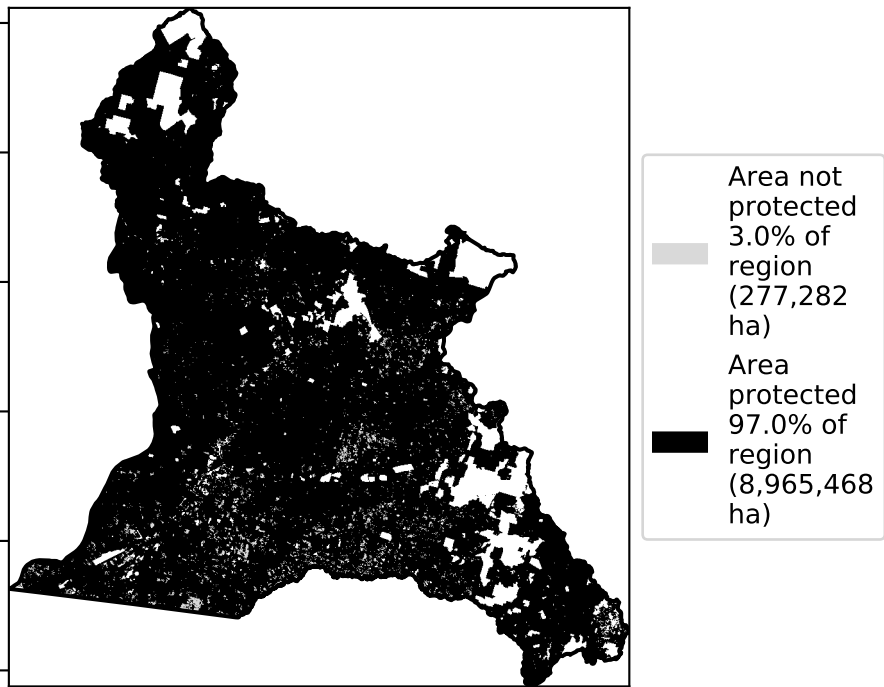 Area not
protected
3.0% of
region
(277,282
ha)
Area
protected
97.0% of
region
(8,965,468
ha)